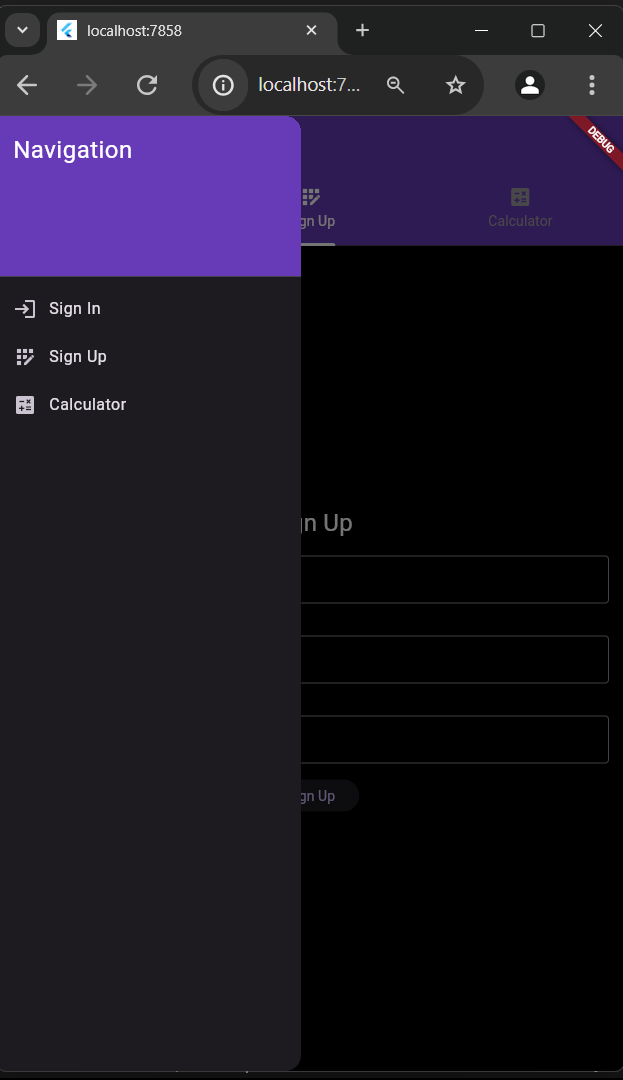 localhost:7858
localhost:7...
DEBUG
Navigation
gn Up
Calculator
Sign In
Sign Up
Calculator
gn Up
gn Up